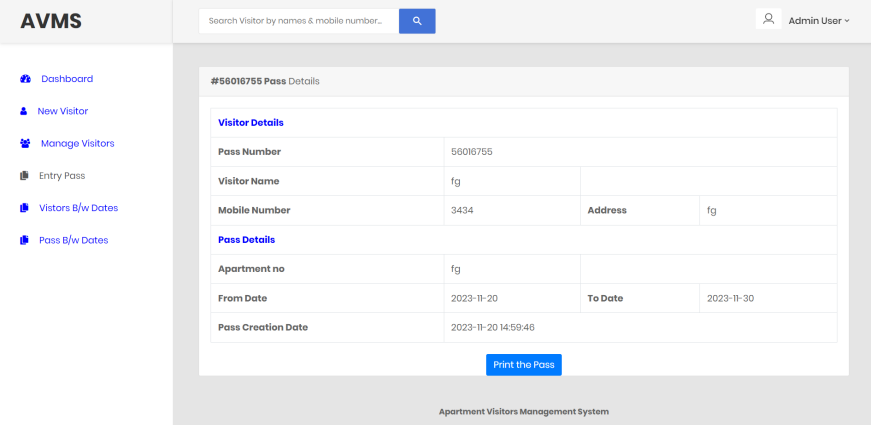 AVMS
Search Visitor by names & mobile number...
Admin User
Dashboard
New Visitor
Manage Visitors
Entry Pass
Vistors B/w Dates
Pass B/w Dates
#56016755 Pass Details
Visitor Details
Pass Number 56016755
Visitor Name fg
Mobile Number 3434 Address fg
Pass Details
Apartment no fg
From Date 2023-11-20 To Date 2023-11-30
Pass Creation Date 2023-11-20 14:59:46
Print the Pass
Apartment Visitors Management System